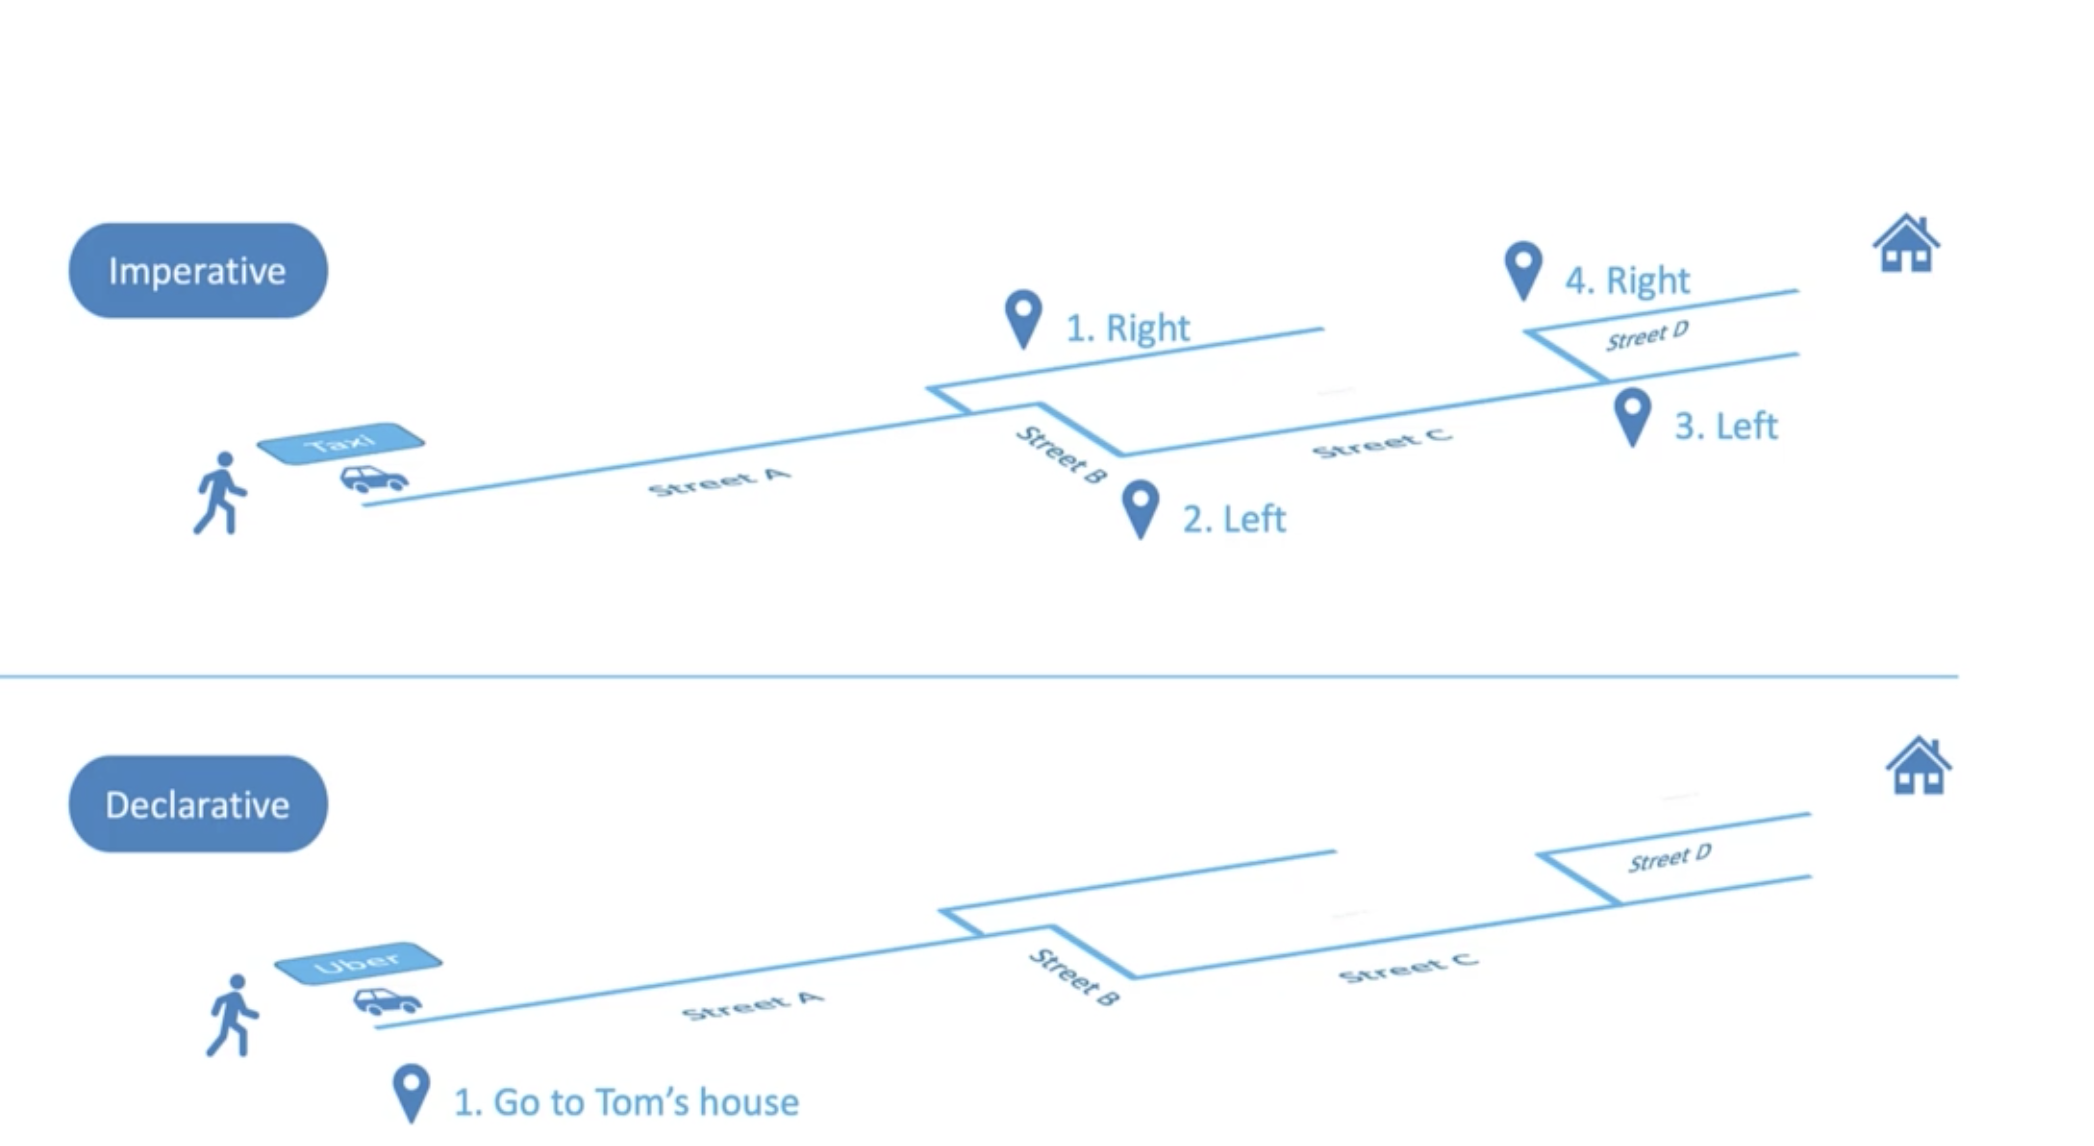 Imperative
4. Right
1. Right
Street D
Taxi
3. Left
Street C
Street B
Street A
2. Left
Declarative
Street D
Uber
Street C
Street B
Street A
1. Go to Tom's house